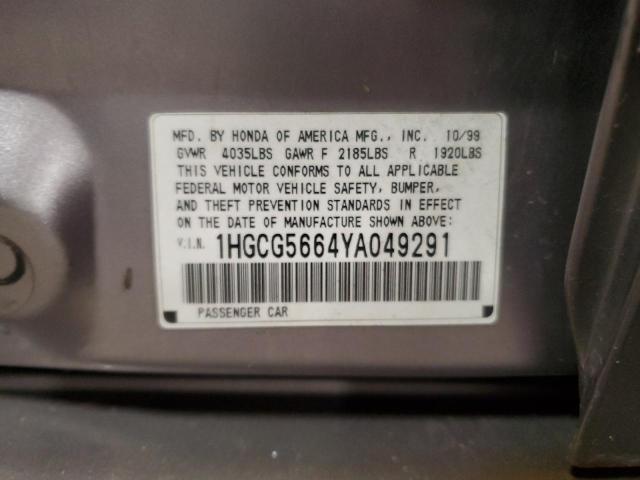 MFD. BY HONDA OF AMERICA MFG., INC. 10/99
GVWR 4035LBS GAWR F 2185LBS R 1920LBS
THIS VEHICLE CONFORMS TO ALL APPLICABLE
FEDERAL MOTOR VEHICLE SAFETY, BUMPER,
AND THEFT PREVENTION STANDARDS IN EFFECT
ON THE DATE OF MANUFACTURE SHOWN ABOVE:
V.I.N. 1HGCG5664YA049291
PASSENGER CAR